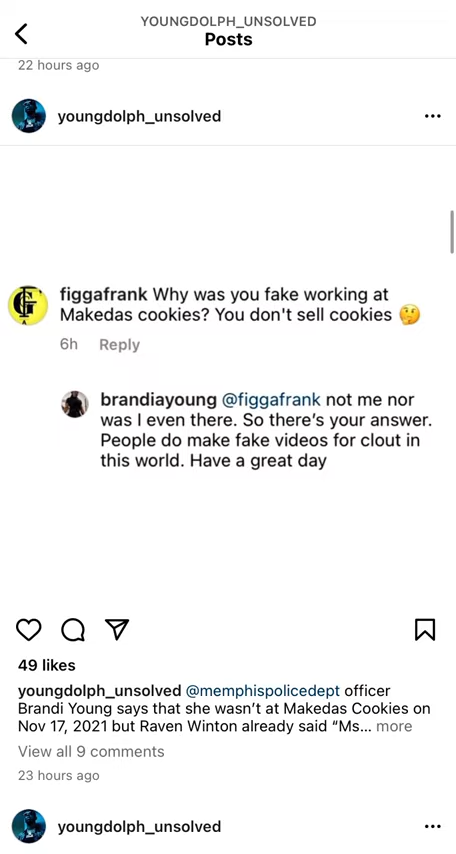 YOUNGDOLPH_UNSOLVED
Posts
22 hours ago
youngdolph_unsolved
figgafrank Why was you fake working at
Makedas cookies? You don't sell cookies 🤔
6h Reply
brandiayoung @figgafrank not me nor
was I even there. So there's your answer.
People do make fake videos for clout in
this world. Have a great day
49 likes
youngdolph_unsolved @memphispolicedept officer
Brandi Young says that she wasn't at Makedas Cookies on
Nov 17, 2021 but Raven Winton already said “Ms... more
View all 9 comments
23 hours ago
youngdolph_unsolved